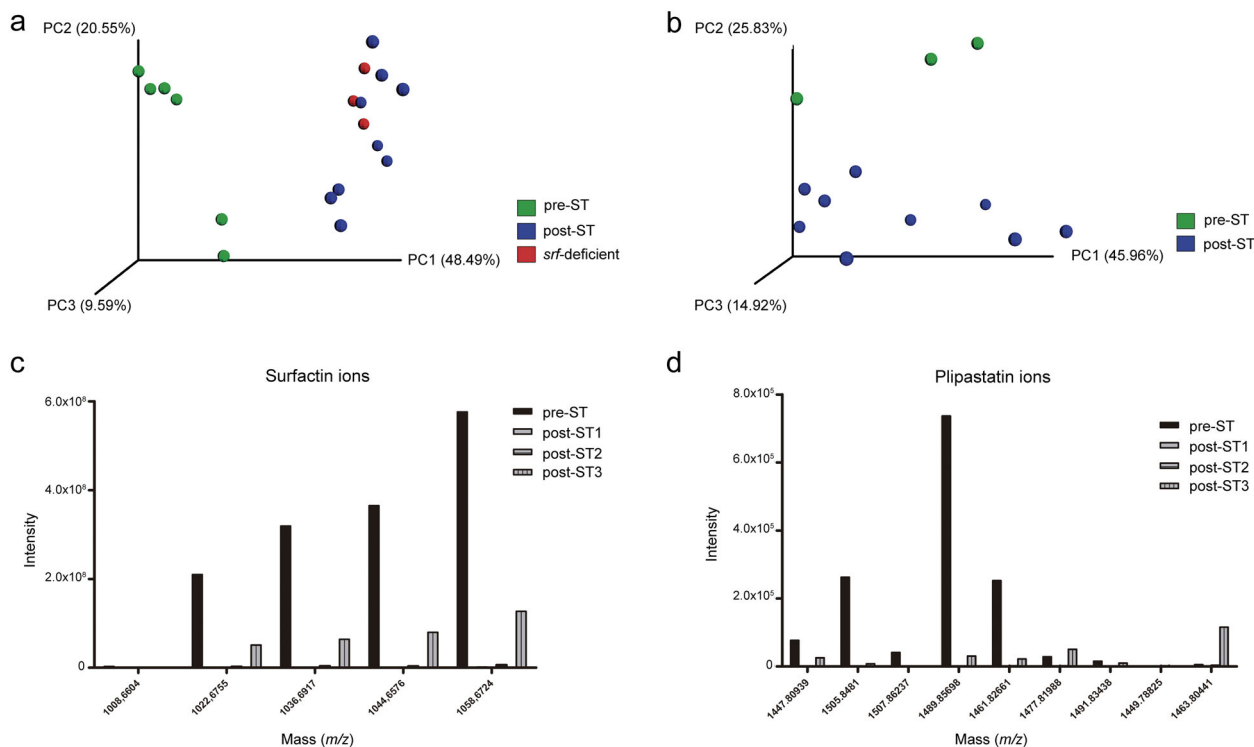 a
PC2 (20.55%)
PC1 (48.49%)
PC3 (9.59%)
pre-ST
post-ST
srf-deficient
b
PC2 (25.83%)
PC1 (45.96%)
PC3 (14.92%)
pre-ST
post-ST
c
Surfactin ions
6.0x10⁸
4.0x10⁸
2.0x10⁸
0
Intensity
pre-ST
post-ST1
post-ST2
post-ST3
1008.6604
1022.6755
1036.6917
1044.6576
1058.6724
Mass (m/z)
d
Plipastatin ions
8.0x10⁵
6.0x10⁵
4.0x10⁵
2.0x10⁵
0
Intensity
pre-ST
post-ST1
post-ST2
post-ST3
1447.80939
1505.8481
1507.86237
1489.85698
1461.82661
1477.81988
1491.83438
1449.78825
1463.80441
Mass (m/z)